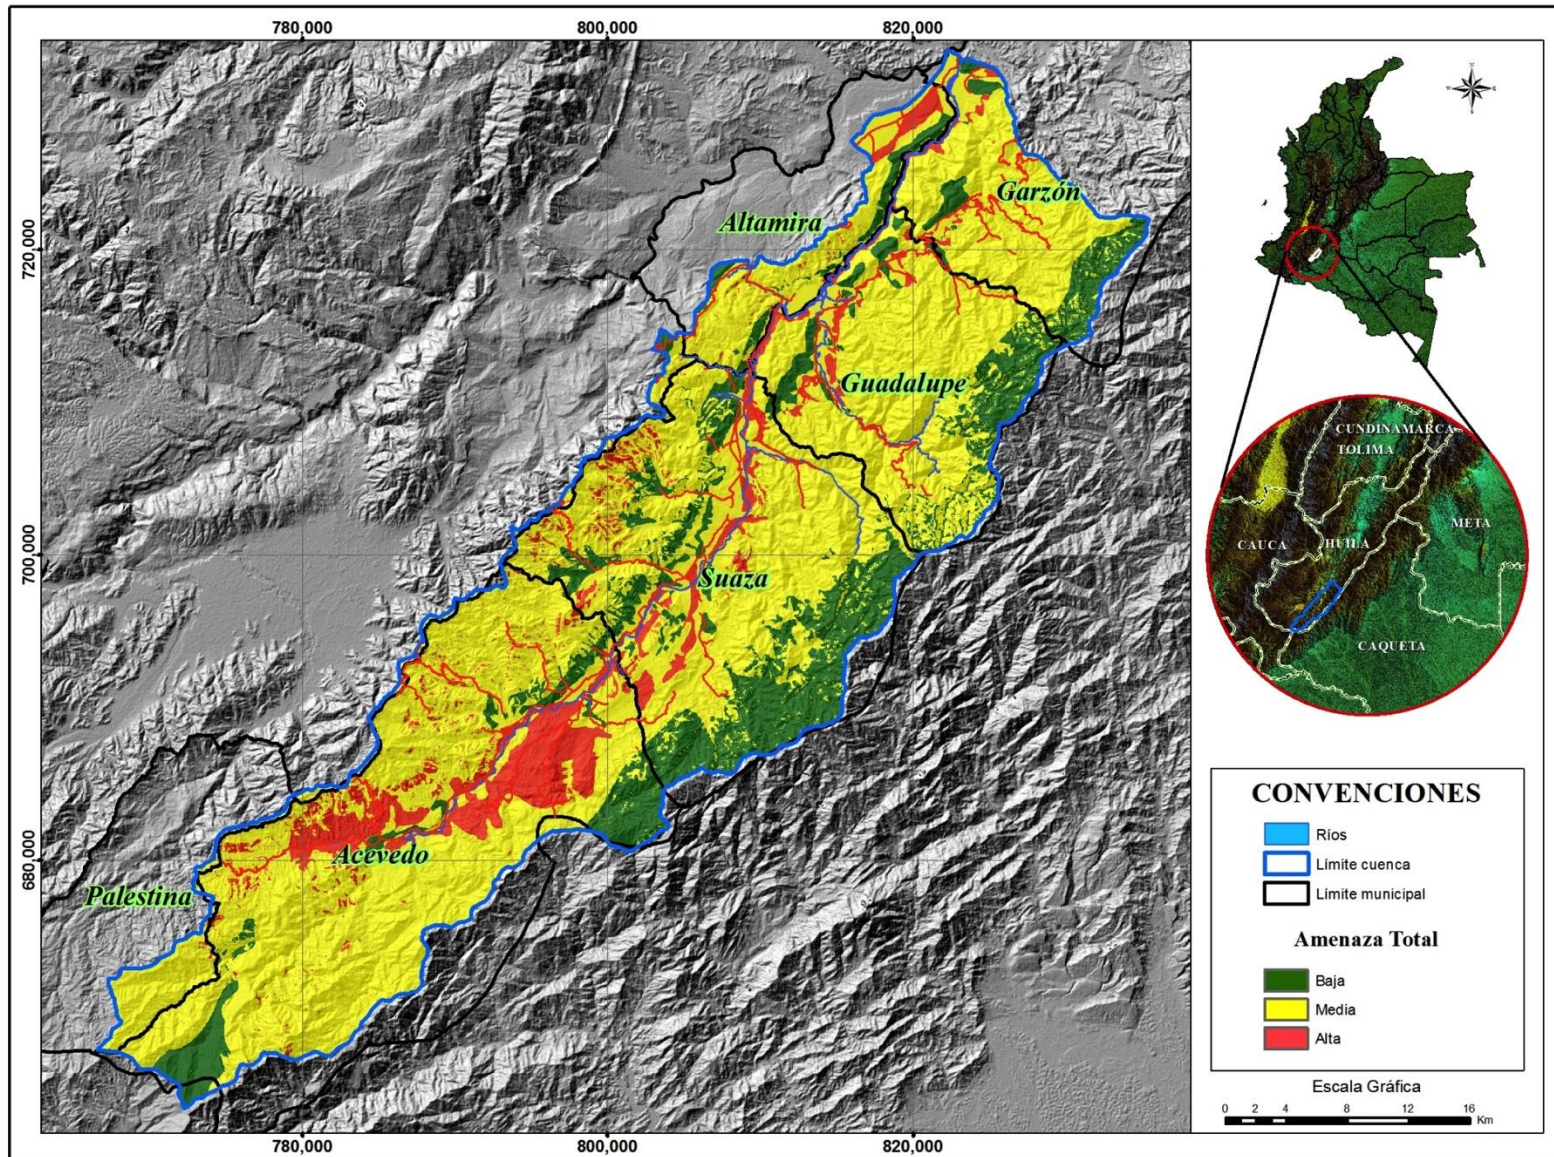 780,000
800,000
820,000
720,000
700,000
680,000
Garzón
Altamira
Guadalupe
Suaza
Acevedo
Palestina
780,000
800,000
820,000
CUNDINAMARCA
TOLIMA
META
CAUCA
HUILA
CAQUETA
CONVENCIONES
Ríos
Límite cuenca
Límite municipal
Amenaza Total
Baja
Media
Alta
Escala Gráfica
0 2 4 8 12 16
Km